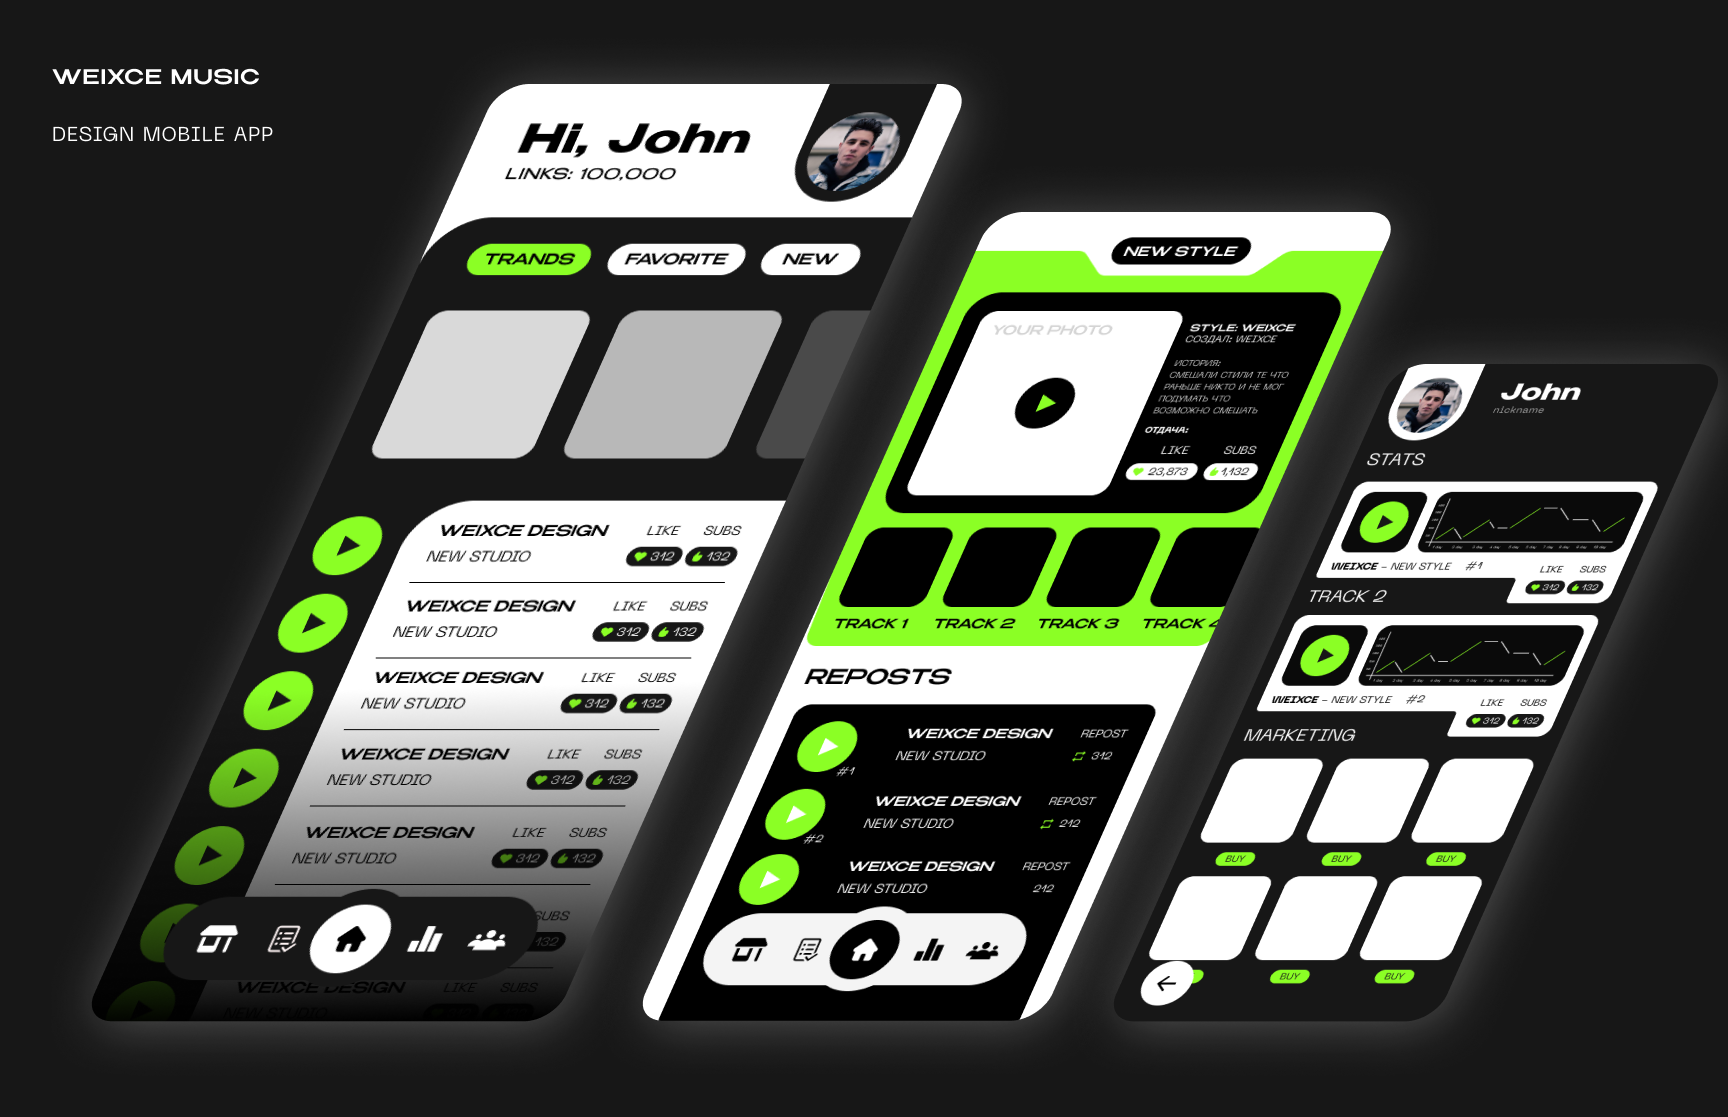 WEIXCE MUSIC
DESIGN MOBILE APP
Hi, John
LINKS: 100,000
TRANDS FAVORITE NEW
WEIXCE DESIGN LIKE SUBS
NEW STUDIO 312 132
WEIXCE DESIGN LIKE SUBS
NEW STUDIO 312 132
WEIXCE DESIGN LIKE SUBS
NEW STUDIO 312 132
WEIXCE DESIGN LIKE SUBS
NEW STUDIO 312 132
WEIXCE DESIGN LIKE SUBS
NEW STUDIO 312 132
SUBS
132
WEIXCE DESIGN LIKE SUBS
NEW STUDIO
NEW STYLE
YOUR PHOTO
STYLE: WEIXCE
СОЗДАЛ: WEIXCE
ИСТОРИЯ:
СМЕШАЛИ СТИЛИ ТЕ ЧТО
РАНЬШЕ НИКТО И НЕ МОГ
ПОДУМАТЬ ЧТО
ВОЗМОЖНО СМЕШАТЬ
ОТДАЧА:
LIKE SUBS
23,873 1,132
TRACK 1 TRACK 2 TRACK 3 TRACK 4
REPOSTS
WEIXCE DESIGN REPOST
NEW STUDIO 312
#1
WEIXCE DESIGN REPOST
NEW STUDIO 212
#2
WEIXCE DESIGN REPOST
NEW STUDIO 212
John
nickname
STATS
WEIXCE - NEW STYLE #1 LIKE SUBS
312 132
TRACK 2
WEIXCE - NEW STYLE #2 LIKE SUBS
312 132
MARKETING
BUY BUY BUY
BUY BUY